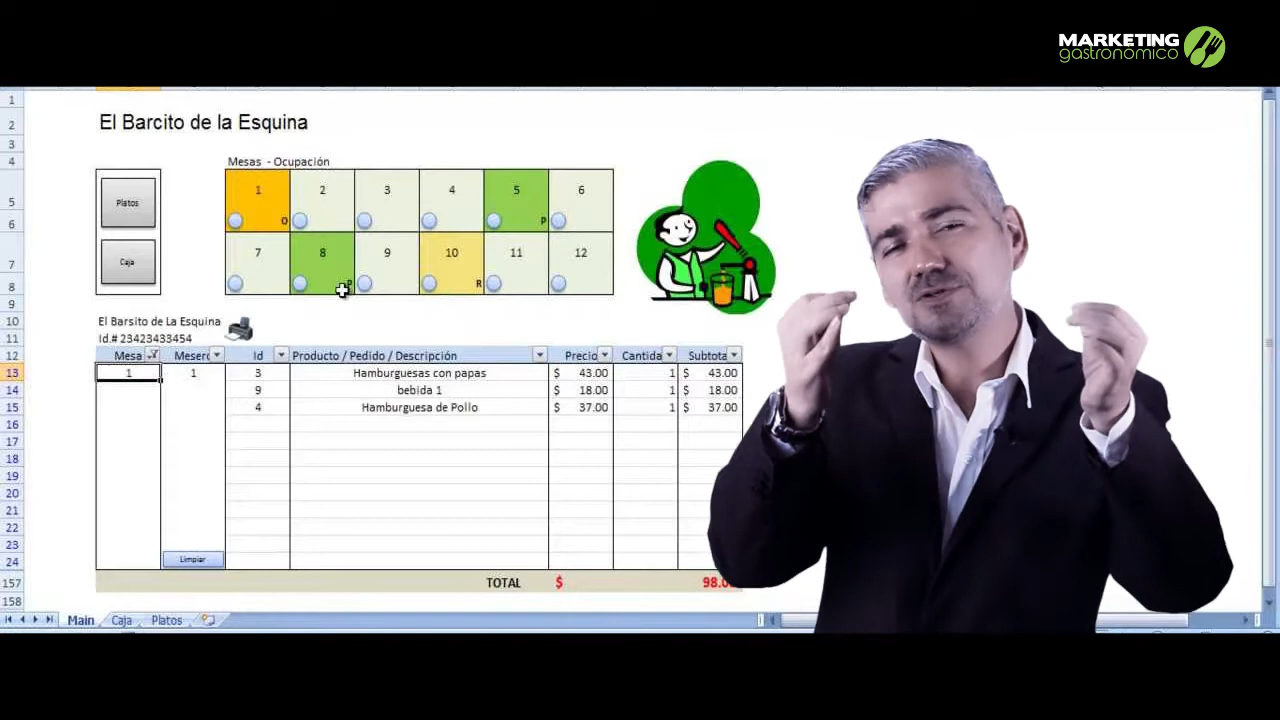 MARKETING
gastronomico
1
2
El Barcito de la Esquina
3
4
Mesas - Ocupación
Platos
1
2
3
4
5
6
5
6
O
P
Caja
7
8
9
10
11
12
7
8
R
9
10
El Barsito de La Esquina
11
Id.# 23423433454
12 Mesa Meserc Id Producto / Pedido / Descripción Precio Cantida Subtota
13 1 1 3 Hamburguesas con papas $ 43.00 1 $ 43.00
14 9 bebida 1 $ 18.00 1 $ 18.00
15 4 Hamburguesa de Pollo $ 37.00 1 $ 37.00
16
17
18
19
20
21
22
23
24 Limpiar
157 TOTAL $ 98.0
158
Main Caja Platos